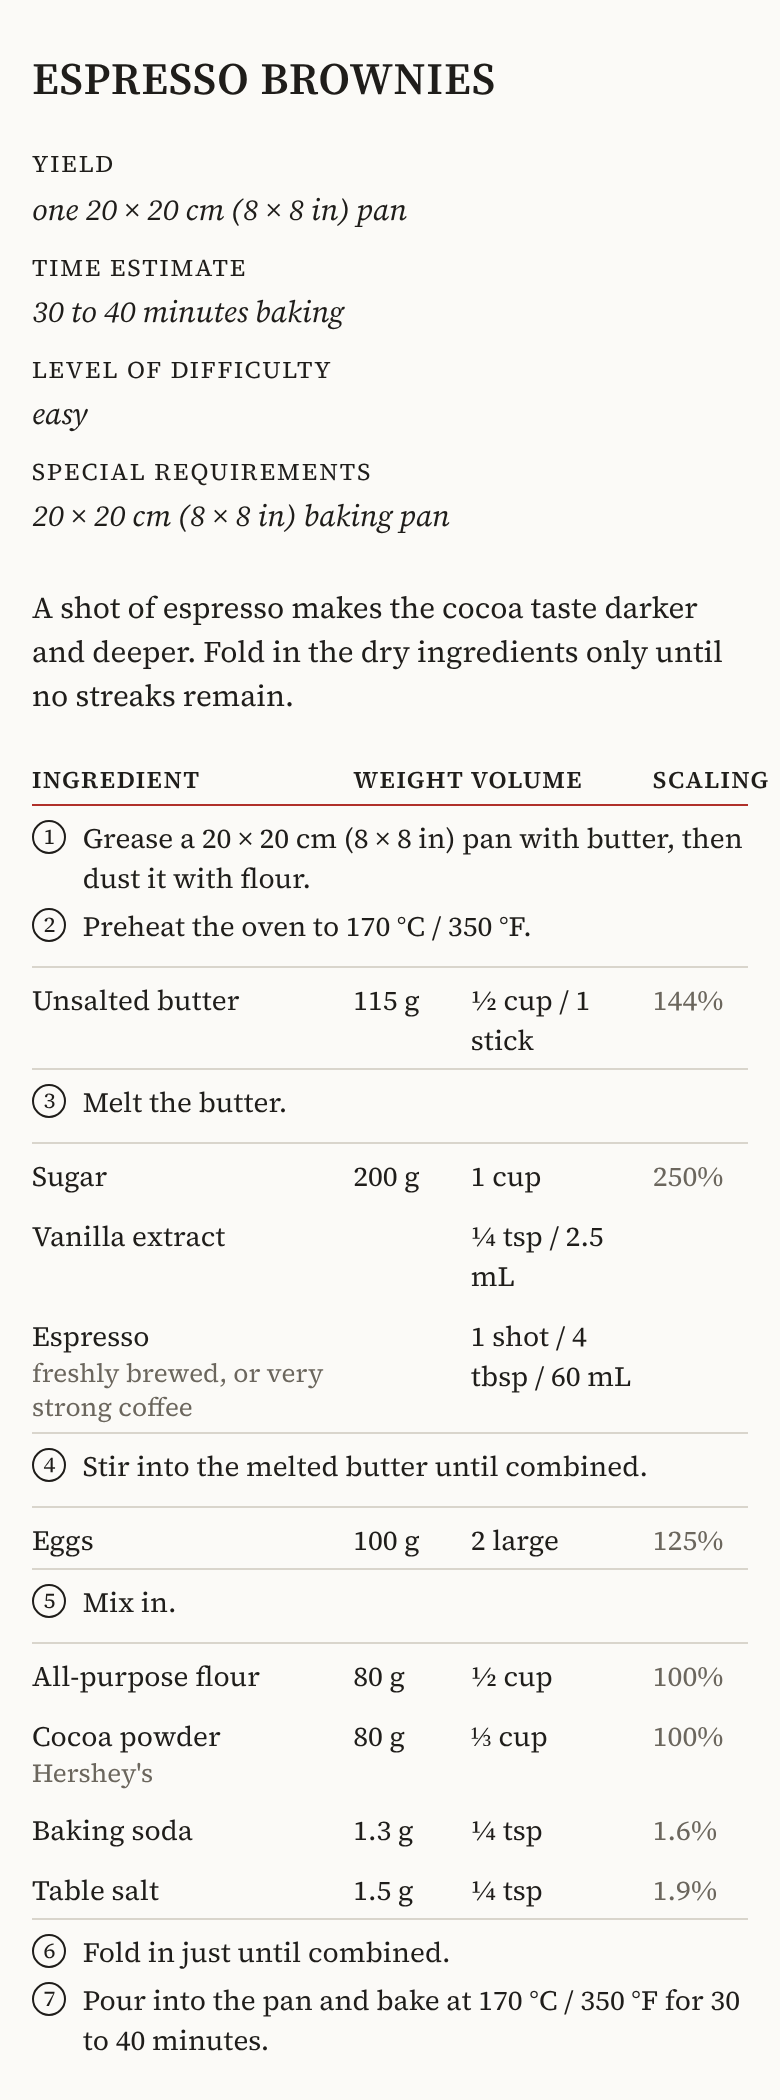 ESPRESSO BROWNIES
YIELD
one 20 × 20 cm (8 × 8 in) pan
TIME ESTIMATE
30 to 40 minutes baking
LEVEL OF DIFFICULTY
easy
SPECIAL REQUIREMENTS
20 × 20 cm (8 × 8 in) baking pan
A shot of espresso makes the cocoa taste darker
and deeper. Fold in the dry ingredients only until
no streaks remain.
INGREDIENT WEIGHT VOLUME SCALING
1 Grease a 20 × 20 cm (8 × 8 in) pan with butter, then
dust it with flour.
2 Preheat the oven to 170 °C / 350 °F.
Unsalted butter 115 g ½ cup / 1 144%
stick
3 Melt the butter.
Sugar 200 g 1 cup 250%
Vanilla extract ¼ tsp / 2.5
mL
Espresso 1 shot / 4
freshly brewed, or very tbsp / 60 mL
strong coffee
4 Stir into the melted butter until combined.
Eggs 100 g 2 large 125%
5 Mix in.
All-purpose flour 80 g ½ cup 100%
Cocoa powder 80 g ⅓ cup 100%
Hershey's
Baking soda 1.3 g ¼ tsp 1.6%
Table salt 1.5 g ¼ tsp 1.9%
6 Fold in just until combined.
7 Pour into the pan and bake at 170 °C / 350 °F for 30
to 40 minutes.